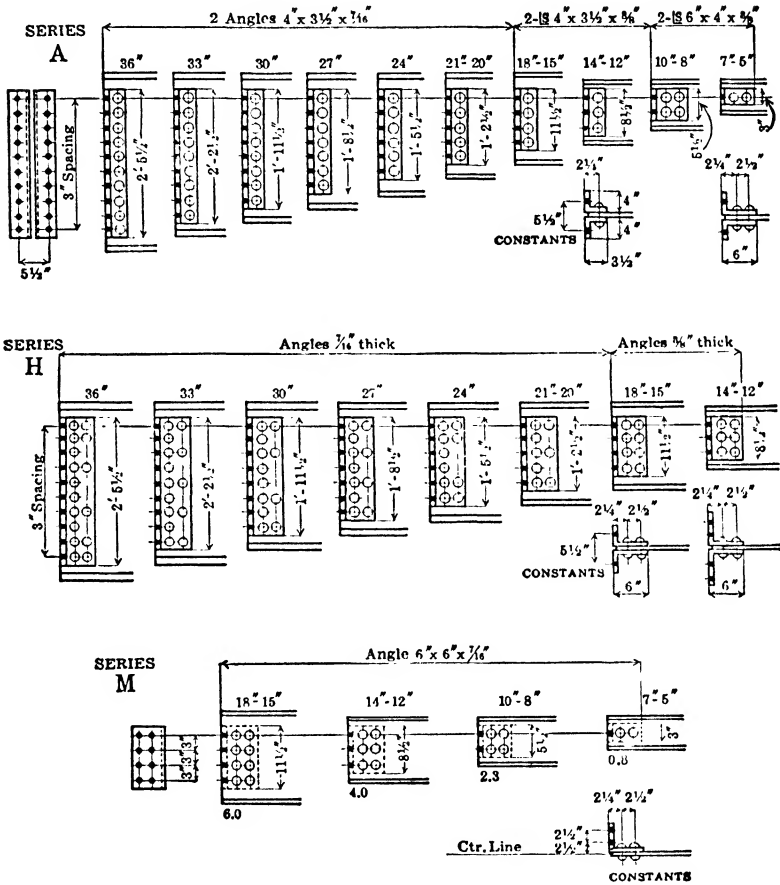 SERIES
A
2 Angles 4" x 3½" x 7/16"
2-Ls 4" x 3½" x ⅜"
2-Ls 6" x 4" x ⅜"
36" 33" 30" 27" 24" 21"-20" 18"-15" 14"-12" 10"-8" 7"-5"
3" Spacing
2'-5½" 2'-2½" 1'-11½" 1'-8½" 1'-5½" 1'-2½" 11½" 8½" 5½" 3"
5½"
2¼" 4" 5½" 4" 3½"
CONSTANTS
2¼" 2½" 6"
SERIES
H
Angles 7/16" thick
Angles ⅜" thick
36" 33" 30" 27" 24" 21"-20" 18"-15" 14"-12"
3" Spacing
2'-5½" 2'-2½" 1'-11½" 1'-8½" 1'-5½" 1'-2½" 11½" 8½"
2¼" 2½" 2¼" 2½"
5½"
CONSTANTS
6" 6"
SERIES
M
Angle 6" x 6" x 7/16"
18"-15" 14"-12" 10"-8" 7"-5"
3" 3" 3"
11½" 8½" 5½" 3"
6.0 4.0 2.3 0.8
2¼" 2½"
2½"
2½"
Ctr. Line
CONSTANTS